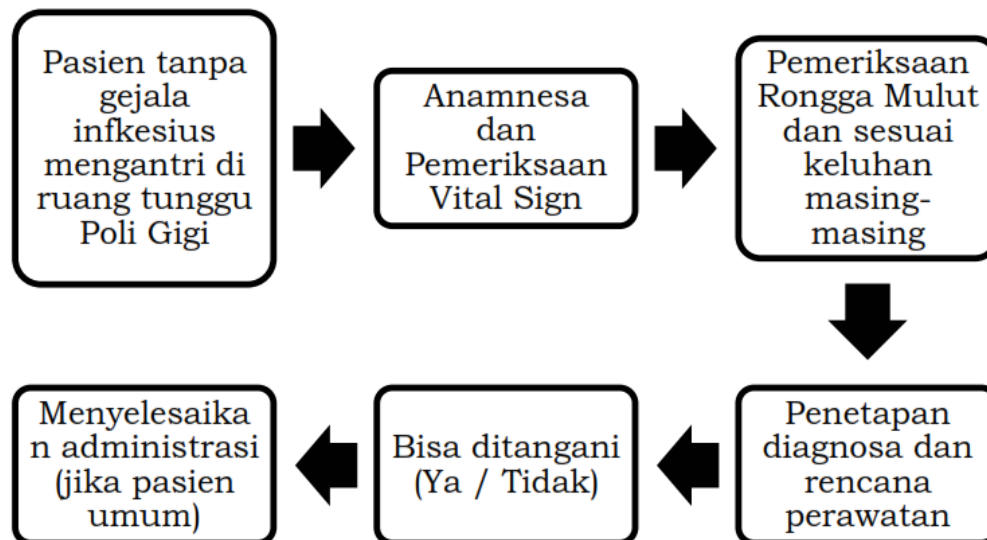 Pasien tanpa
gejala
infkesius
mengantri di
ruang tunggu
Poli Gigi
Anamnesa
dan
Pemeriksaan
Vital Sign
Pemeriksaan
Rongga Mulut
dan sesuai
keluhan
masing-
masing
Penetapan
diagnosa dan
rencana
perawatan
Bisa ditangani
(Ya / Tidak)
Menyelesaika
n administrasi
(jika pasien
umum)